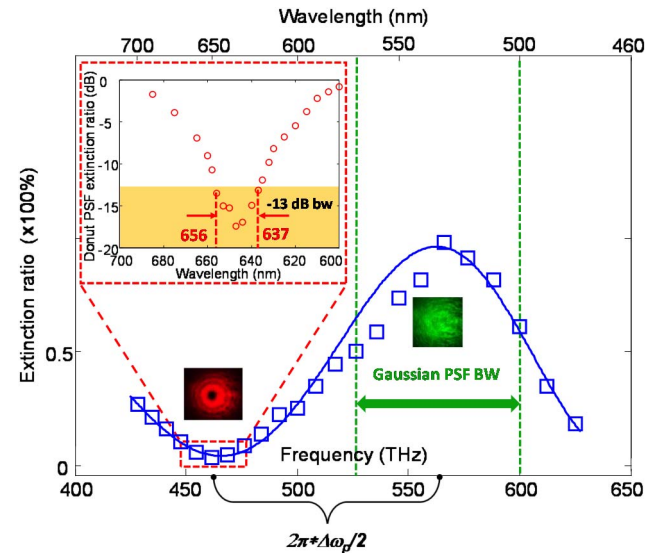 Wavelength (nm)
700 650 600 550 500 460
Donut PSF extinction ratio (dB)
0
-5
-10
-15
-20
-13 dB bw
656 637
700 680 660 640 620 600
Wavelength (nm)
Extinction ratio (x100%)
0.5
0
Gaussian PSF BW
Frequency (THz)
400 450 500 550 600 650
2π*Δωp/2